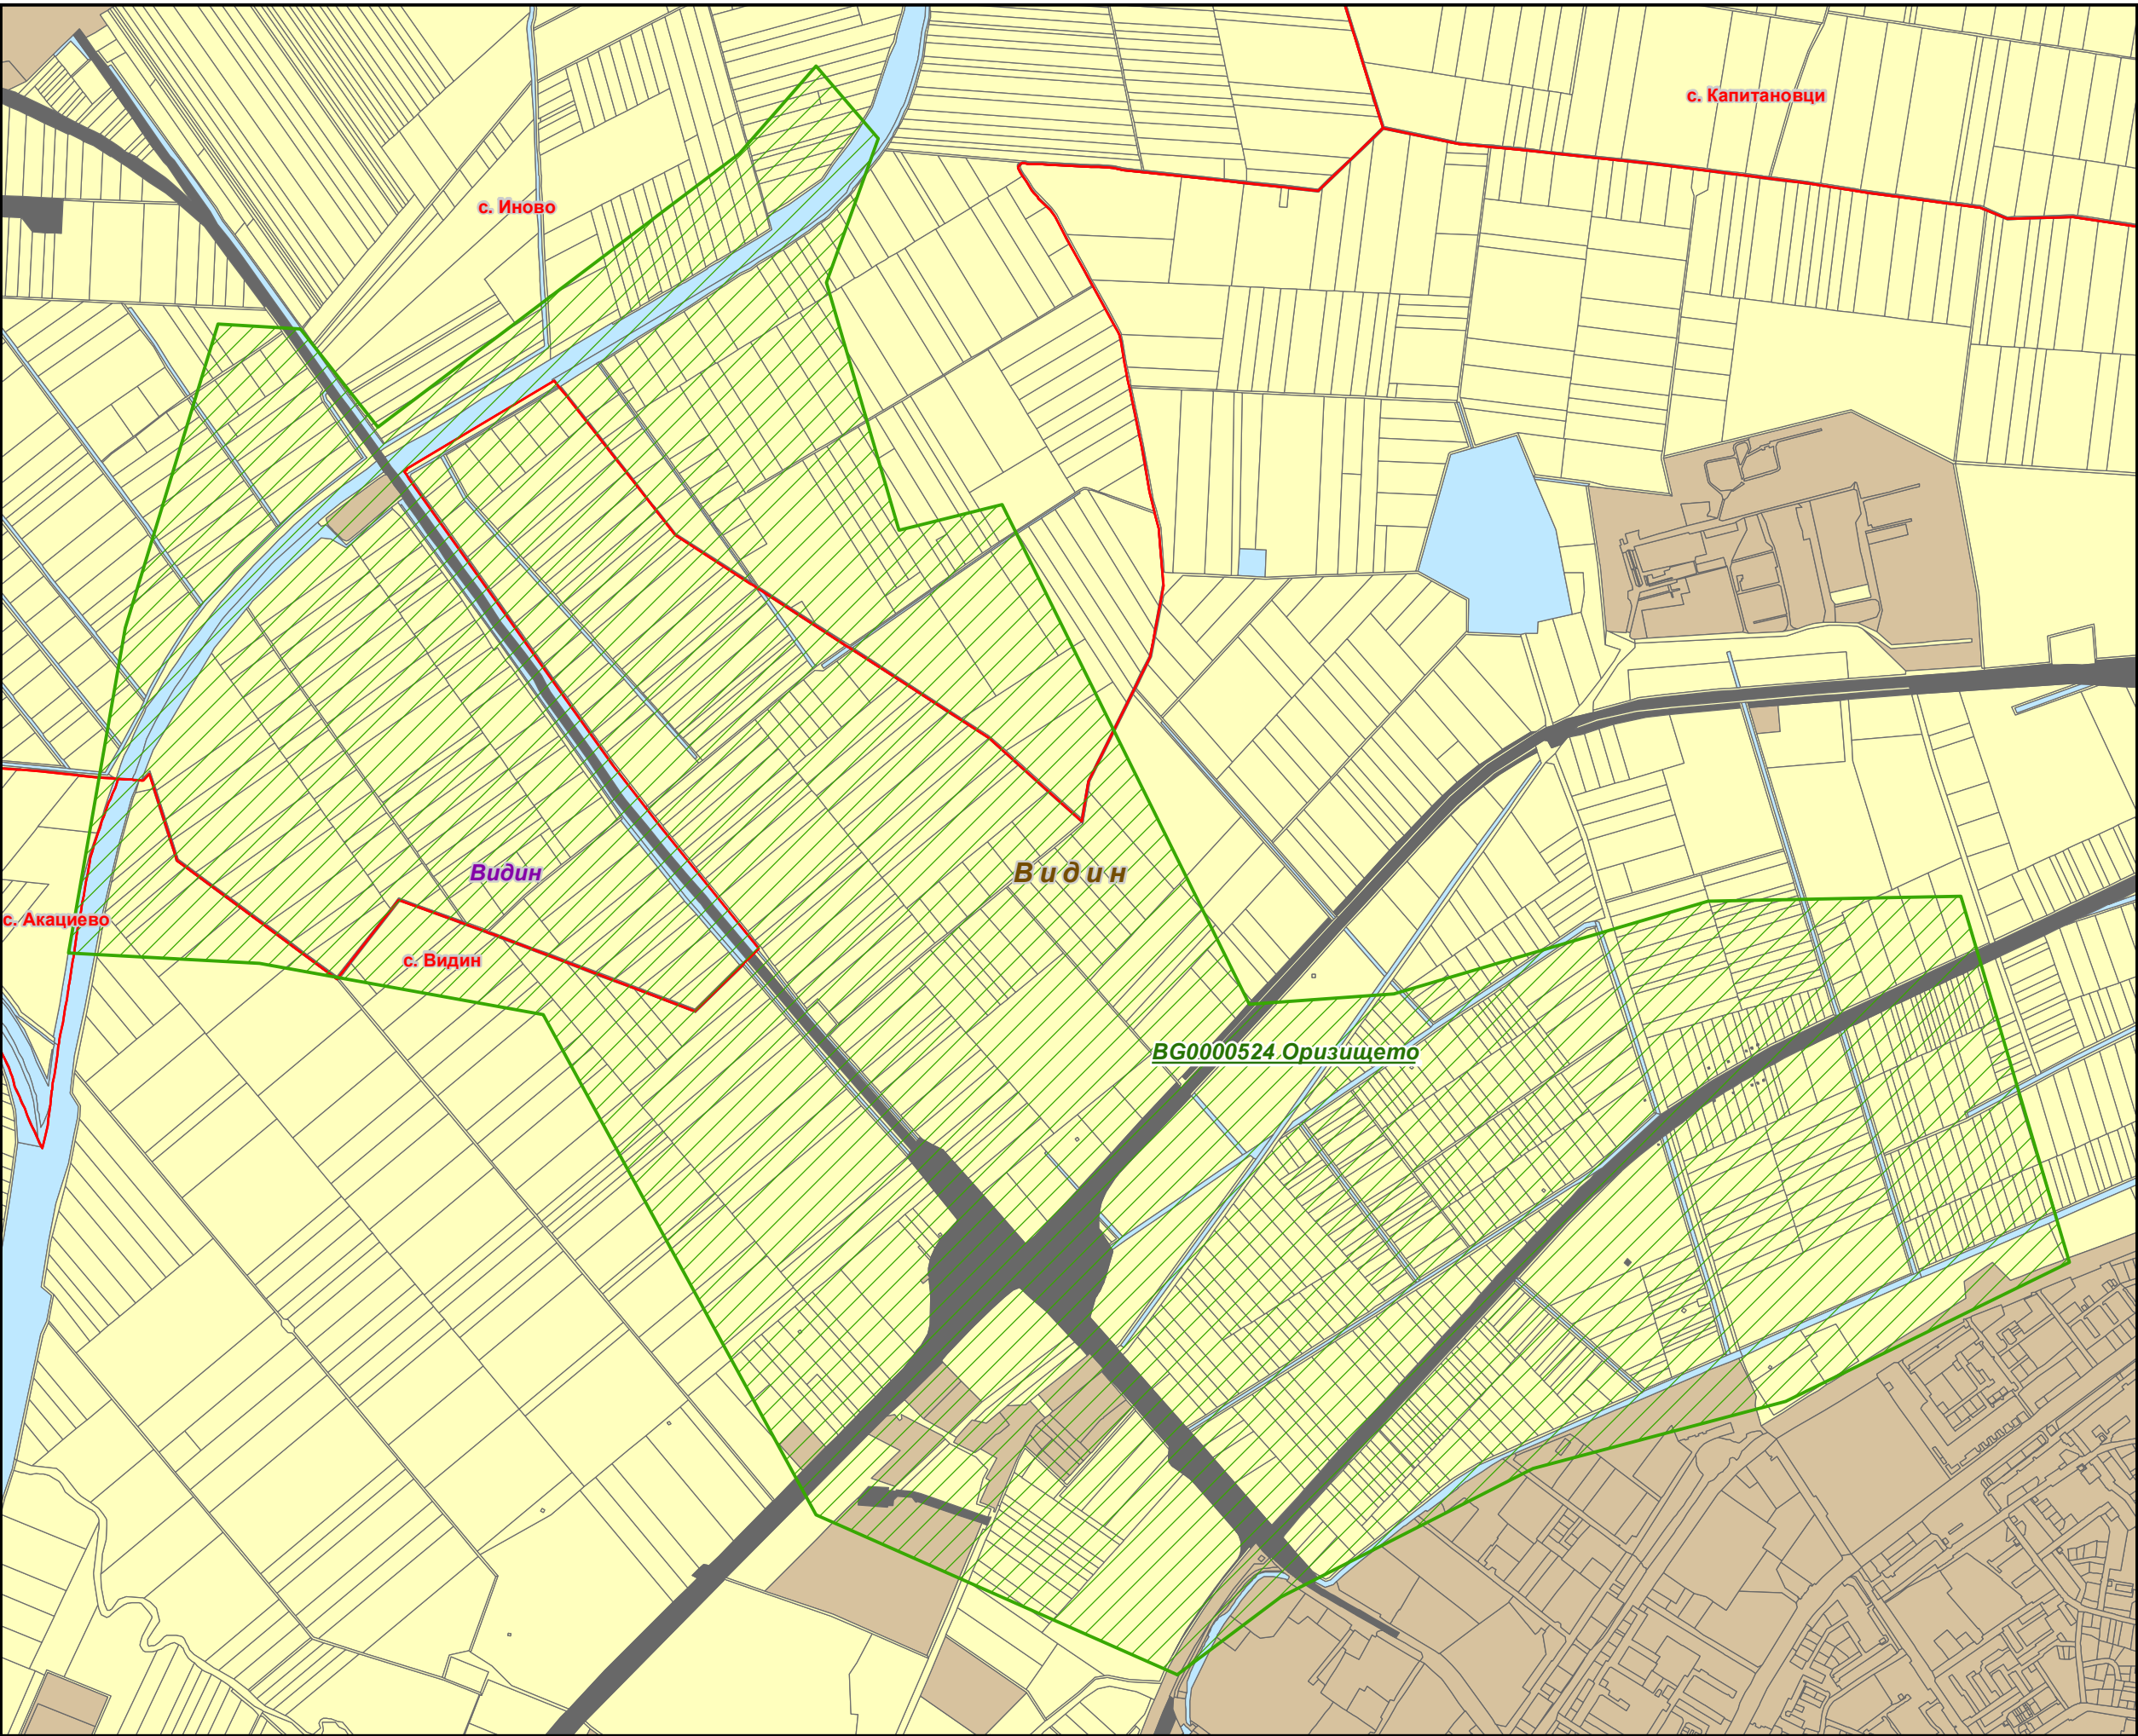 с. Капитановци
с. Иново
Видин
Видин
с. Акациево
с. Видин
BG0000524 Оризището